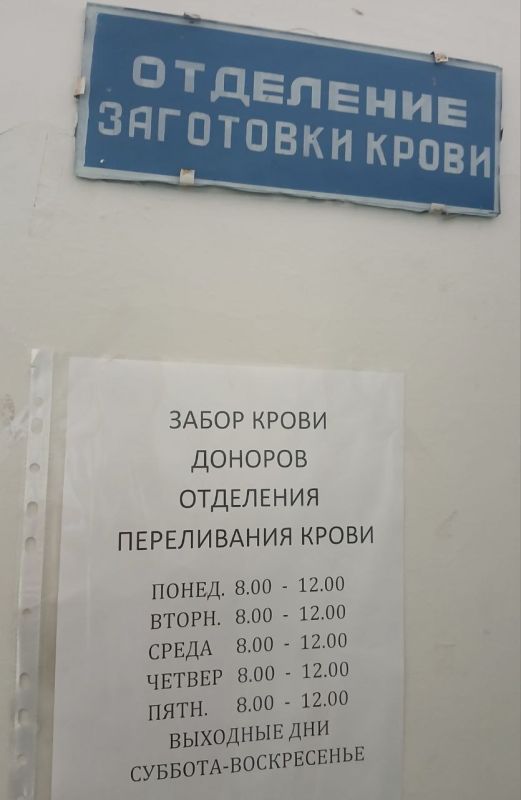 ОТДЕЛЕНИЕ
ЗАГОТОВКИ КРОВИ
ЗАБОР КРОВИ
ДОНОРОВ
ОТДЕЛЕНИЯ
ПЕРЕЛИВАНИЯ КРОВИ
ПОНЕД. 8.00 - 12.00
ВТОРН. 8.00 - 12.00
СРЕДА 8.00 - 12.00
ЧЕТВЕР 8.00 - 12.00
ПЯТН. 8.00 - 12.00
ВЫХОДНЫЕ ДНИ
СУББОТА-ВОСКРЕСЕНЬЕ